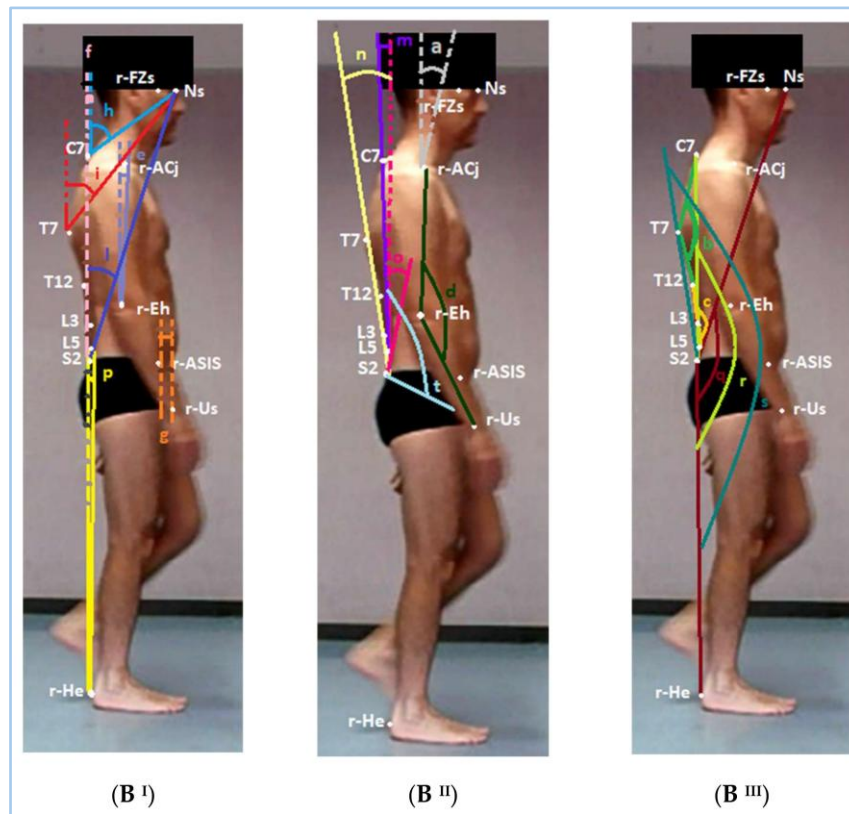 f
r-FZs
Ns
h
C7
e
r-ACj
i
T7
l
T12
r-Eh
L3
L5
S2
r-ASIS
p
r-Us
g
r-He
(B I)
m
a
n
r-FZs
C7
r-ACj
T7
o
T12
d
r-Eh
L3
L5
S2
r-ASIS
t
r-Us
r-He
(B II)
r-FZs
Ns
C7
r-ACj
T7
b
T12
c
r-Eh
L3
L5
S2
r-ASIS
q
r
s
r-Us
r-He
(B III)